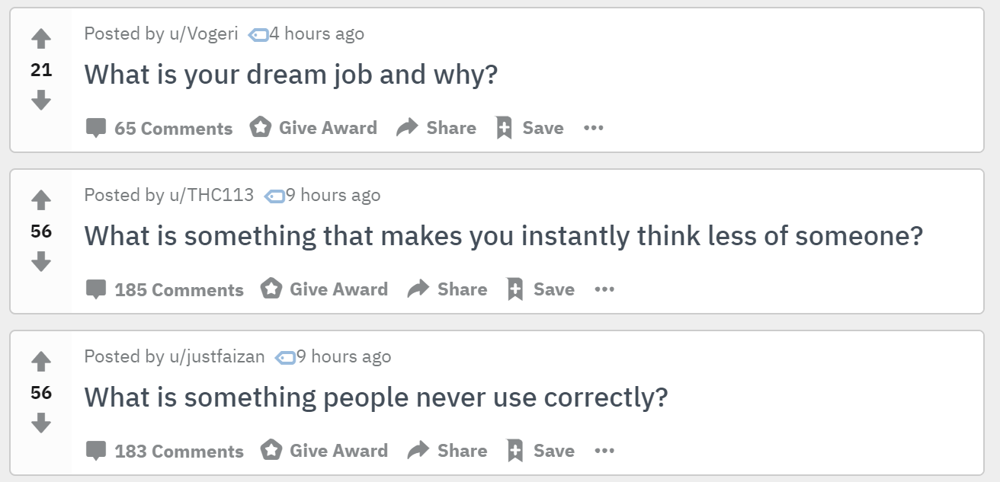 Posted by u/Vogeri 4 hours ago
21
What is your dream job and why?
65 Comments Give Award Share Save •••
Posted by u/THC113 9 hours ago
56
What is something that makes you instantly think less of someone?
185 Comments Give Award Share Save •••
Posted by u/justfaizan 9 hours ago
56
What is something people never use correctly?
183 Comments Give Award Share Save •••